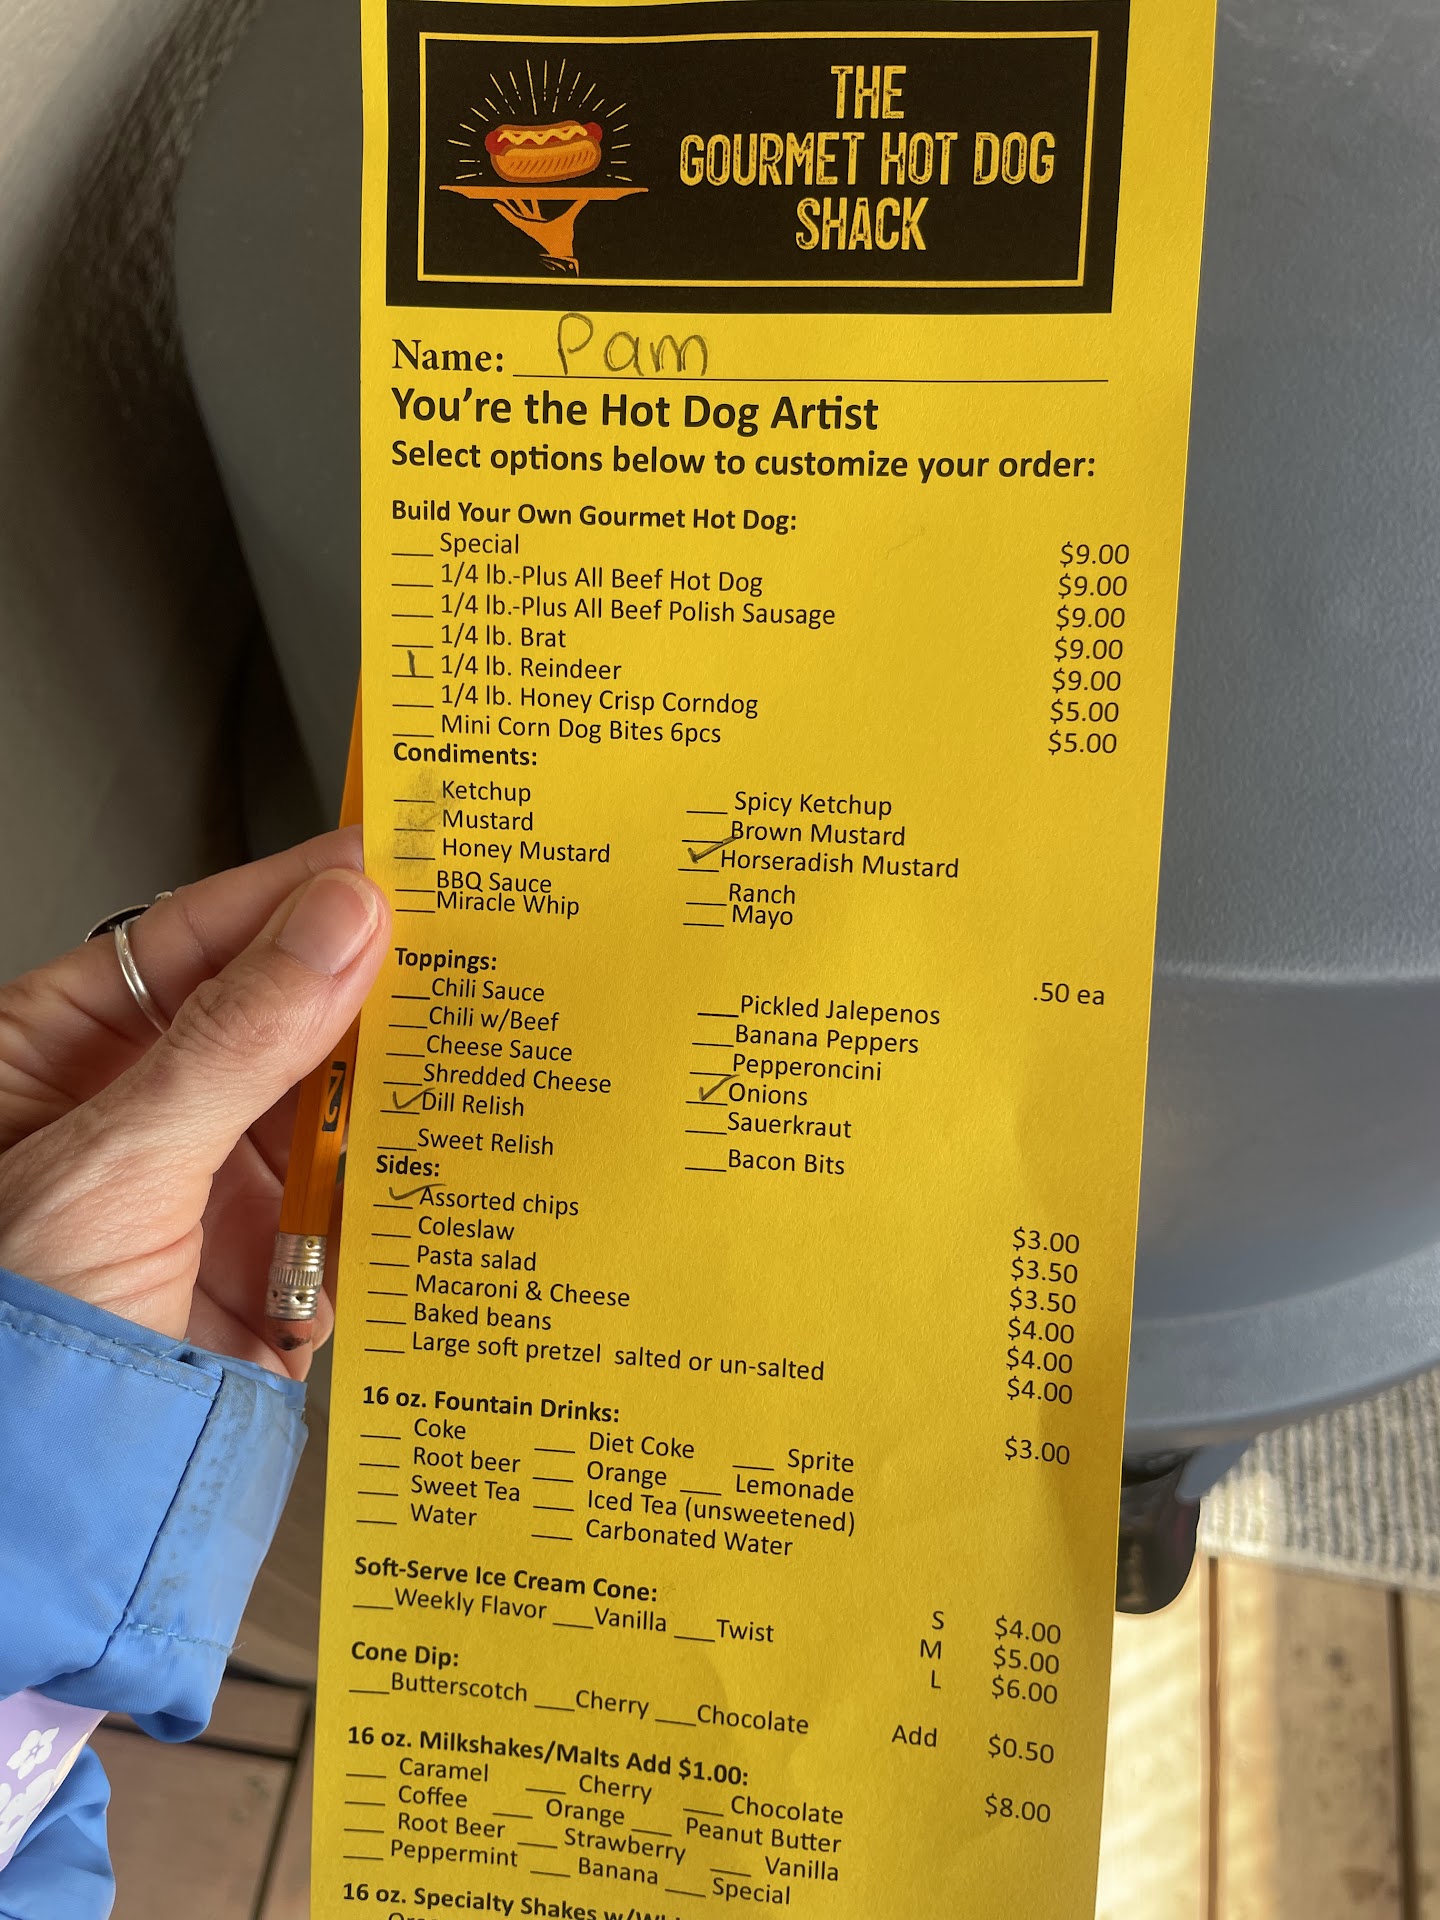 THE
GOURMET HOT DOG
SHACK
Name: Pam
You're the Hot Dog Artist
Select options below to customize your order:
Build Your Own Gourmet Hot Dog:
___ Special $9.00
___ 1/4 lb.-Plus All Beef Hot Dog $9.00
___ 1/4 lb.-Plus All Beef Polish Sausage $9.00
___ 1/4 lb. Brat $9.00
1 1/4 lb. Reindeer $9.00
___ 1/4 lb. Honey Crisp Corndog $5.00
___ Mini Corn Dog Bites 6pcs $5.00
Condiments:
___ Ketchup ___ Spicy Ketchup
___ Mustard ___ Brown Mustard
___ Honey Mustard ✓ Horseradish Mustard
___ BBQ Sauce ___ Ranch
___ Miracle Whip ___ Mayo
Toppings: .50 ea
___ Chili Sauce ___ Pickled Jalepenos
___ Chili w/Beef ___ Banana Peppers
___ Cheese Sauce ___ Pepperoncini
___ Shredded Cheese ✓ Onions
✓ Dill Relish ___ Sauerkraut
___ Sweet Relish ___ Bacon Bits
Sides:
✓ Assorted chips $3.00
___ Coleslaw $3.50
___ Pasta salad $3.50
___ Macaroni & Cheese $4.00
___ Baked beans $4.00
___ Large soft pretzel salted or un-salted $4.00
16 oz. Fountain Drinks: $3.00
___ Coke ___ Diet Coke ___ Sprite
___ Root beer ___ Orange ___ Lemonade
___ Sweet Tea ___ Iced Tea (unsweetened)
___ Water ___ Carbonated Water
Soft-Serve Ice Cream Cone:
___ Weekly Flavor ___ Vanilla ___ Twist S $4.00
M $5.00
L $6.00
Cone Dip:
___ Butterscotch ___ Cherry ___ Chocolate Add $0.50
16 oz. Milkshakes/Malts Add $1.00: $8.00
___ Caramel ___ Cherry ___ Chocolate
___ Coffee ___ Orange ___ Peanut Butter
___ Root Beer ___ Strawberry ___ Vanilla
___ Peppermint ___ Banana ___ Special
16 oz. Specialty Shakes
2